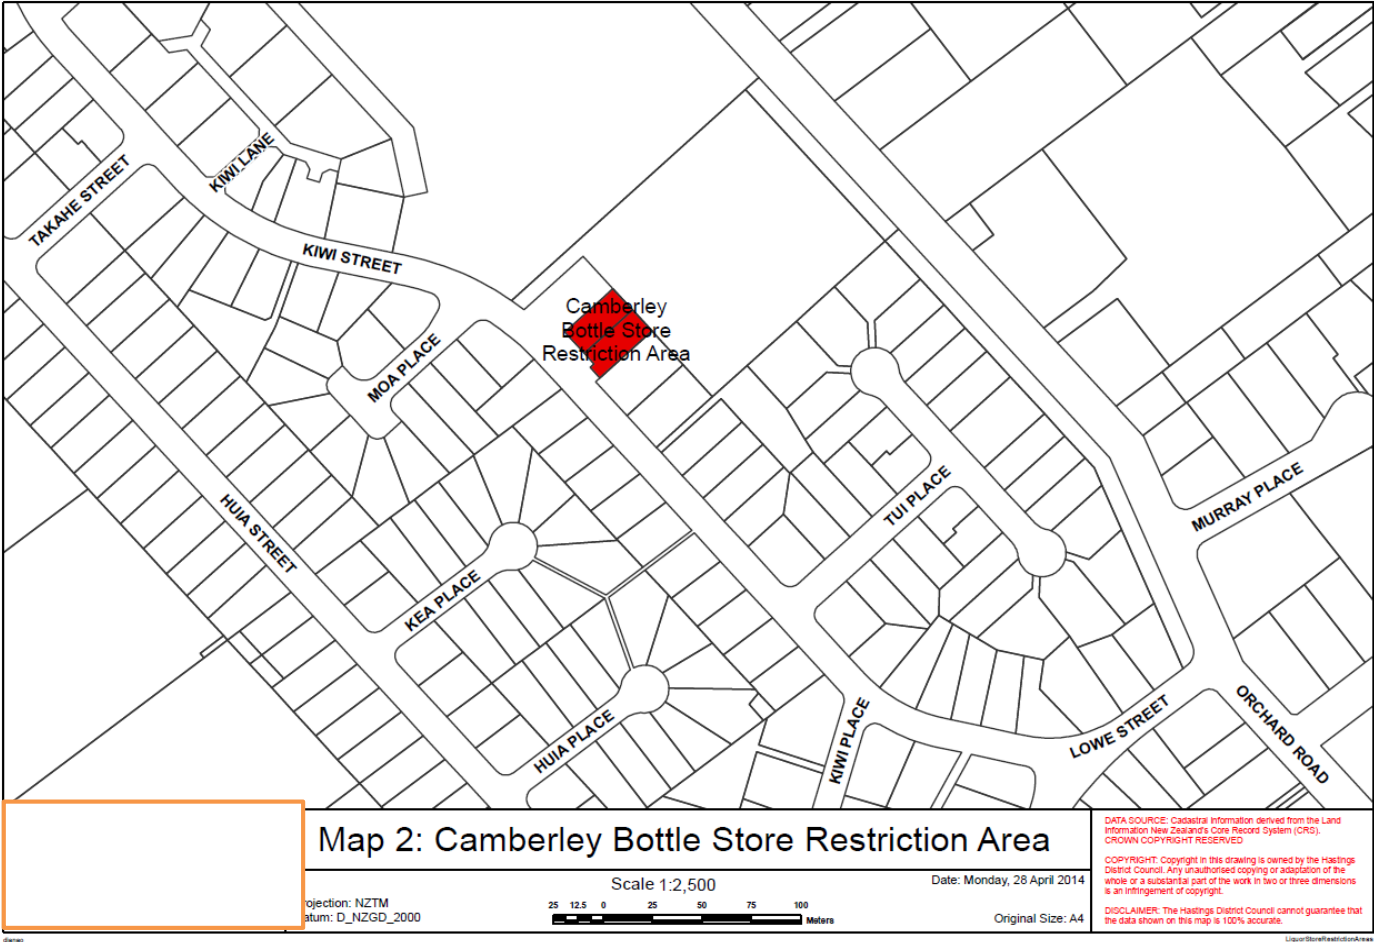 KIWI LANE
TAKAHE STREET
KIWI STREET
Camberley
Bottle Store
Restriction Area
MOA PLACE
HUIA STREET
TUI PLACE
MURRAY PLACE
KEA PLACE
HUIA PLACE
KIWI PLACE
LOWE STREET
ORCHARD ROAD
Map 2: Camberley Bottle Store Restriction Area
Scale 1:2,500
Date: Monday, 28 April 2014
ojection: NZTM
atum: D_NZGD_2000
25 12.5 0 25 50 75 100
Meters
Original Size: A4
DATA SOURCE: Cadastral information derived from the Land
Information New Zealand's Core Record System (CRS).
CROWN COPYRIGHT RESERVED
COPYRIGHT: Copyright in this drawing is owned by the Hastings
District Council. Any unauthorised copying or adaptation of the
whole or a substantial part of the work in two or three dimensions
is an infringement of copyright.
DISCLAIMER: The Hastings District Council cannot guarantee that
the data shown on this map is 100% accurate.
LiquorStoreRestrictionAreas